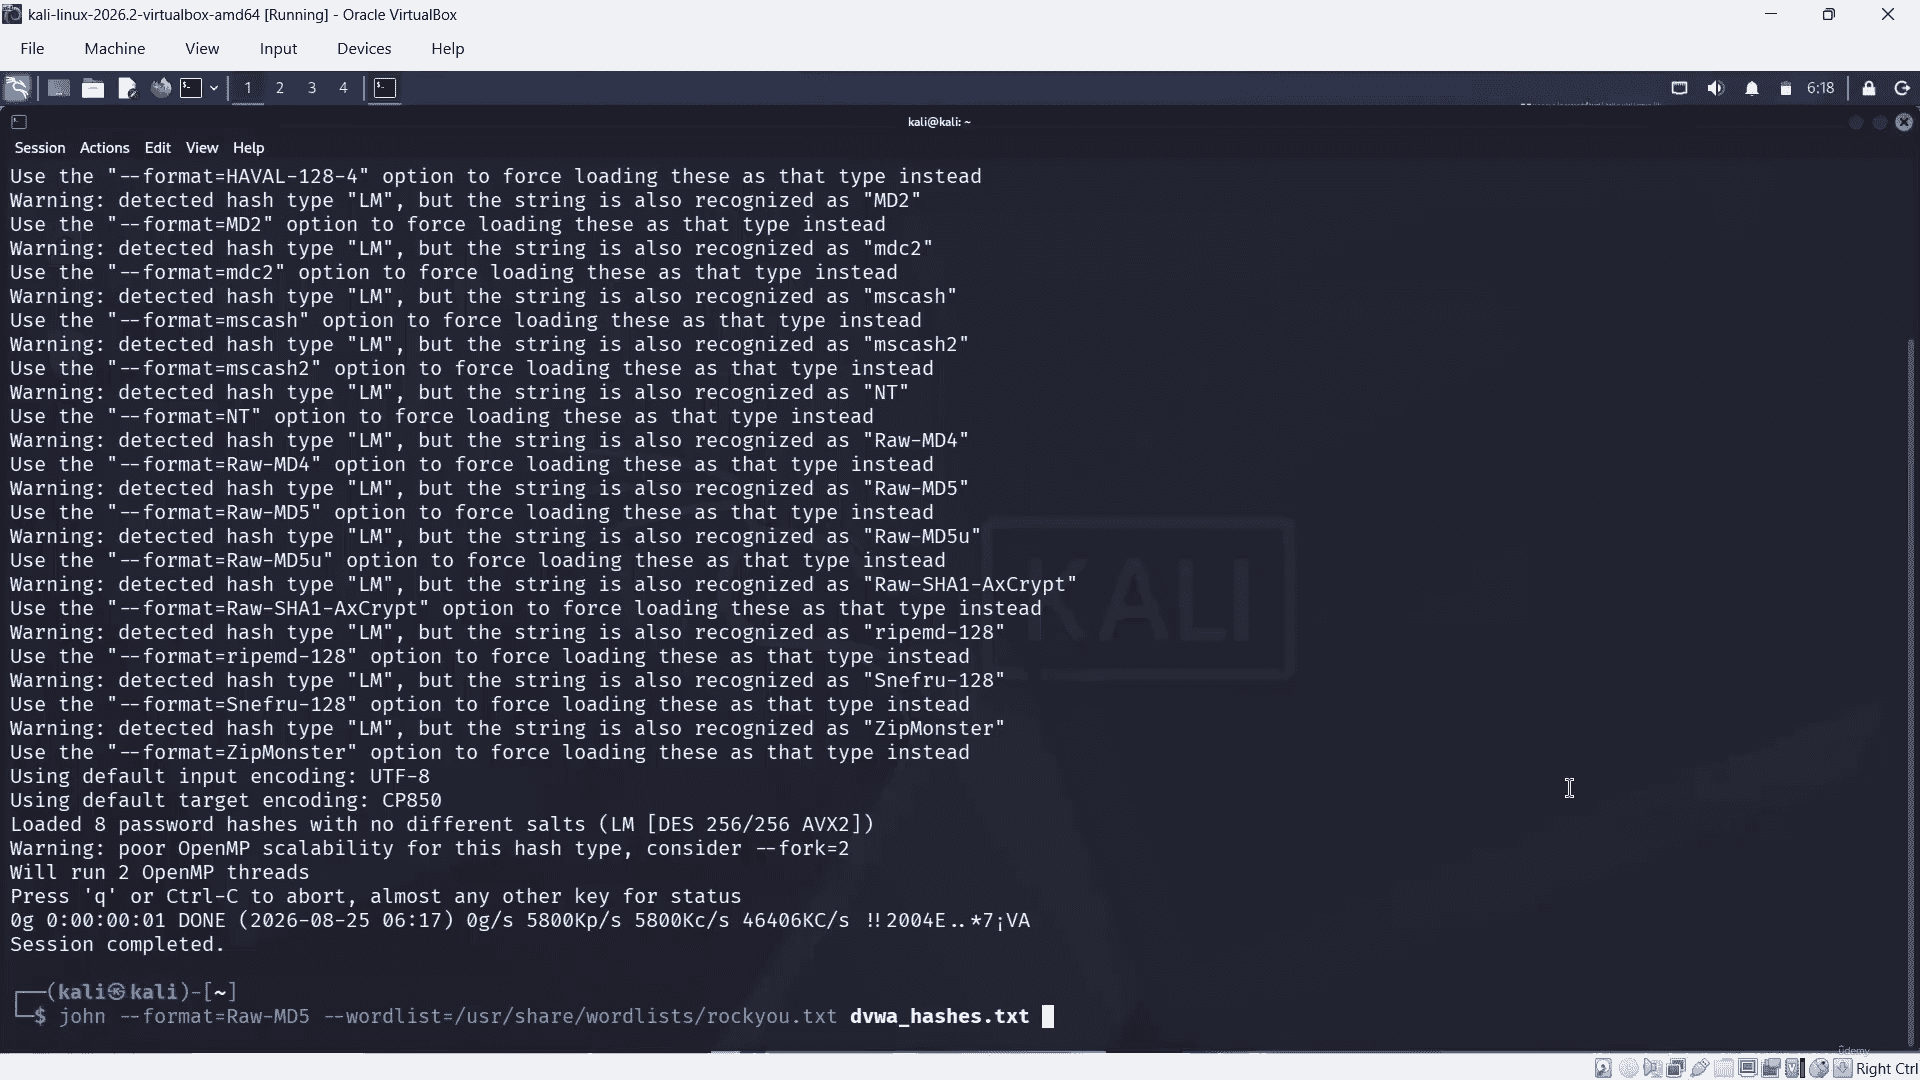 kali-linux-2026.2-virtualbox-amd64 [Running] - Oracle VirtualBox
File Machine View Input Devices Help
1 2 3 4 6:18
kali@kali: ~
Session Actions Edit View Help
Use the "--format=HAVAL-128-4" option to force loading these as that type instead
Warning: detected hash type "LM", but the string is also recognized as "MD2"
Use the "--format=MD2" option to force loading these as that type instead
Warning: detected hash type "LM", but the string is also recognized as "mdc2"
Use the "--format=mdc2" option to force loading these as that type instead
Warning: detected hash type "LM", but the string is also recognized as "mscash"
Use the "--format=mscash" option to force loading these as that type instead
Warning: detected hash type "LM", but the string is also recognized as "mscash2"
Use the "--format=mscash2" option to force loading these as that type instead
Warning: detected hash type "LM", but the string is also recognized as "NT"
Use the "--format=NT" option to force loading these as that type instead
Warning: detected hash type "LM", but the string is also recognized as "Raw-MD4"
Use the "--format=Raw-MD4" option to force loading these as that type instead
Warning: detected hash type "LM", but the string is also recognized as "Raw-MD5"
Use the "--format=Raw-MD5" option to force loading these as that type instead
Warning: detected hash type "LM", but the string is also recognized as "Raw-MD5u"
Use the "--format=Raw-MD5u" option to force loading these as that type instead
Warning: detected hash type "LM", but the string is also recognized as "Raw-SHA1-AxCrypt"
Use the "--format=Raw-SHA1-AxCrypt" option to force loading these as that type instead
Warning: detected hash type "LM", but the string is also recognized as "ripemd-128"
Use the "--format=ripemd-128" option to force loading these as that type instead
Warning: detected hash type "LM", but the string is also recognized as "Snefru-128"
Use the "--format=Snefru-128" option to force loading these as that type instead
Warning: detected hash type "LM", but the string is also recognized as "ZipMonster"
Use the "--format=ZipMonster" option to force loading these as that type instead
Using default input encoding: UTF-8
Using default target encoding: CP850
Loaded 8 password hashes with no different salts (LM [DES 256/256 AVX2])
Warning: poor OpenMP scalability for this hash type, consider --fork=2
Will run 2 OpenMP threads
Press 'q' or Ctrl-C to abort, almost any other key for status
0g 0:00:00:01 DONE (2026-08-25 06:17) 0g/s 5800Kp/s 5800Kc/s 46406KC/s !!2004E..*7¡VA
Session completed.
┌──(kali㉿kali)-[~]
└─$ john --format=Raw-MD5 --wordlist=/usr/share/wordlists/rockyou.txt dvwa_hashes.txt
KALI
udemy
Right Ctrl